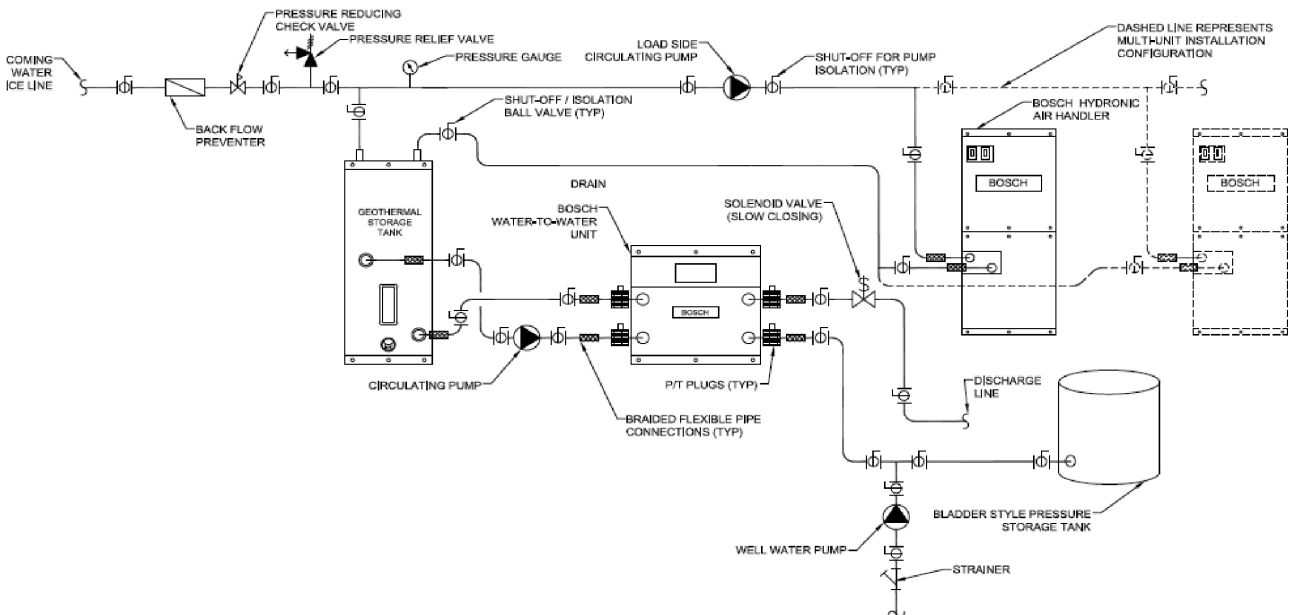 PRESSURE REDUCING
CHECK VALVE
PRESSURE RELIEF VALVE
PRESSURE GAUGE
LOAD SIDE
CIRCULATING PUMP
SHUT-OFF FOR PUMP
ISOLATION (TYP)
DASHED LINE REPRESENTS
MULTI-UNIT INSTALLATION
CONFIGURATION
COMING
WATER
ICE LINE
BACK FLOW
PREVENTER
SHUT-OFF / ISOLATION
BALL VALVE (TYP)
BOSCH HYDRONIC
AIR HANDLER
BOSCH
BOSCH
DRAIN
GEOTHERMAL
STORAGE
TANK
BOSCH
WATER-TO-WATER
UNIT
SOLENOID VALVE
(SLOW CLOSING)
BOSCH
CIRCULATING PUMP
P/T PLUGS (TYP)
DISCHARGE
LINE
BRAIDED FLEXIBLE PIPE
CONNECTIONS (TYP)
BLADDER STYLE PRESSURE
STORAGE TANK
WELL WATER PUMP
STRAINER